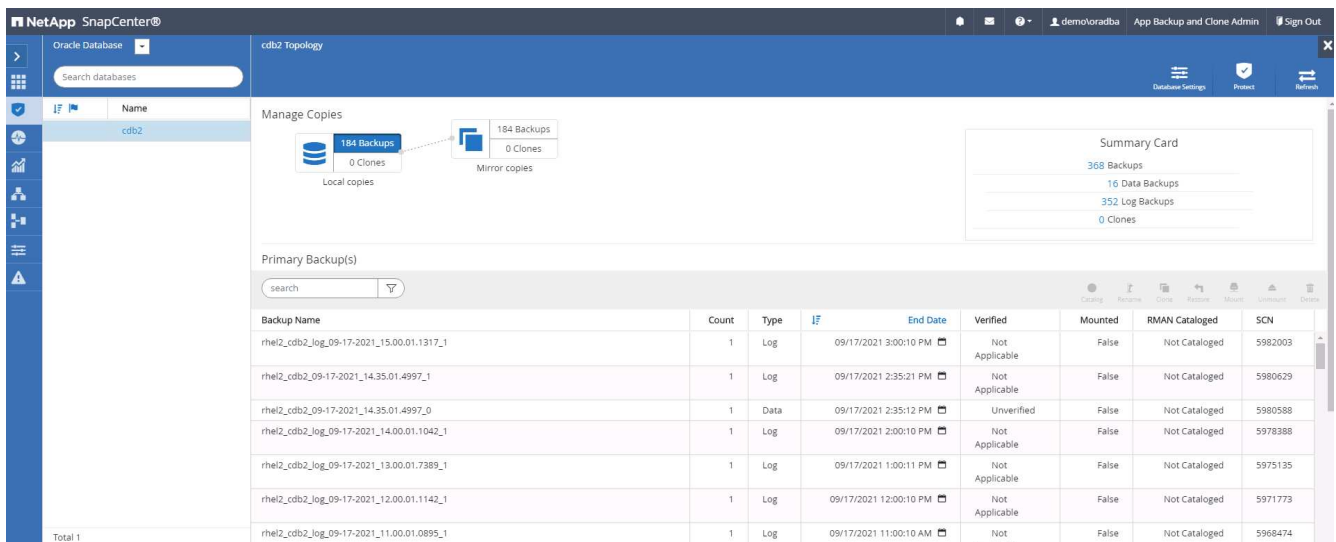 NetApp SnapCenter®
demo\oradba App Backup and Clone Admin Sign Out
Oracle Database
cdb2 Topology
Search databases
Database Settings Protect Refresh
Name
cdb2
Total 1
Manage Copies
184 Backups
0 Clones
Local copies
184 Backups
0 Clones
Mirror copies
Summary Card
368 Backups
16 Data Backups
352 Log Backups
0 Clones
Primary Backup(s)
search
Catalog Rename Clone Restore Mount Unmount Delete
Backup Name Count Type End Date Verified Mounted RMAN Cataloged SCN
rhel2_cdb2_log_09-17-2021_15.00.01.1317_1 1 Log 09/17/2021 3:00:10 PM Not Applicable False Not Cataloged 5982003
rhel2_cdb2_09-17-2021_14.35.01.4997_1 1 Log 09/17/2021 2:35:21 PM Not Applicable False Not Cataloged 5980629
rhel2_cdb2_09-17-2021_14.35.01.4997_0 1 Data 09/17/2021 2:35:12 PM Unverified False Not Cataloged 5980588
rhel2_cdb2_log_09-17-2021_14.00.01.1042_1 1 Log 09/17/2021 2:00:10 PM Not Applicable False Not Cataloged 5978388
rhel2_cdb2_log_09-17-2021_13.00.01.7389_1 1 Log 09/17/2021 1:00:11 PM Not Applicable False Not Cataloged 5975135
rhel2_cdb2_log_09-17-2021_12.00.01.1142_1 1 Log 09/17/2021 12:00:10 PM Not Applicable False Not Cataloged 5971773
rhel2_cdb2_log_09-17-2021_11.00.01.0895_1 1 Log 09/17/2021 11:00:10 AM Not False Not Cataloged 5968474